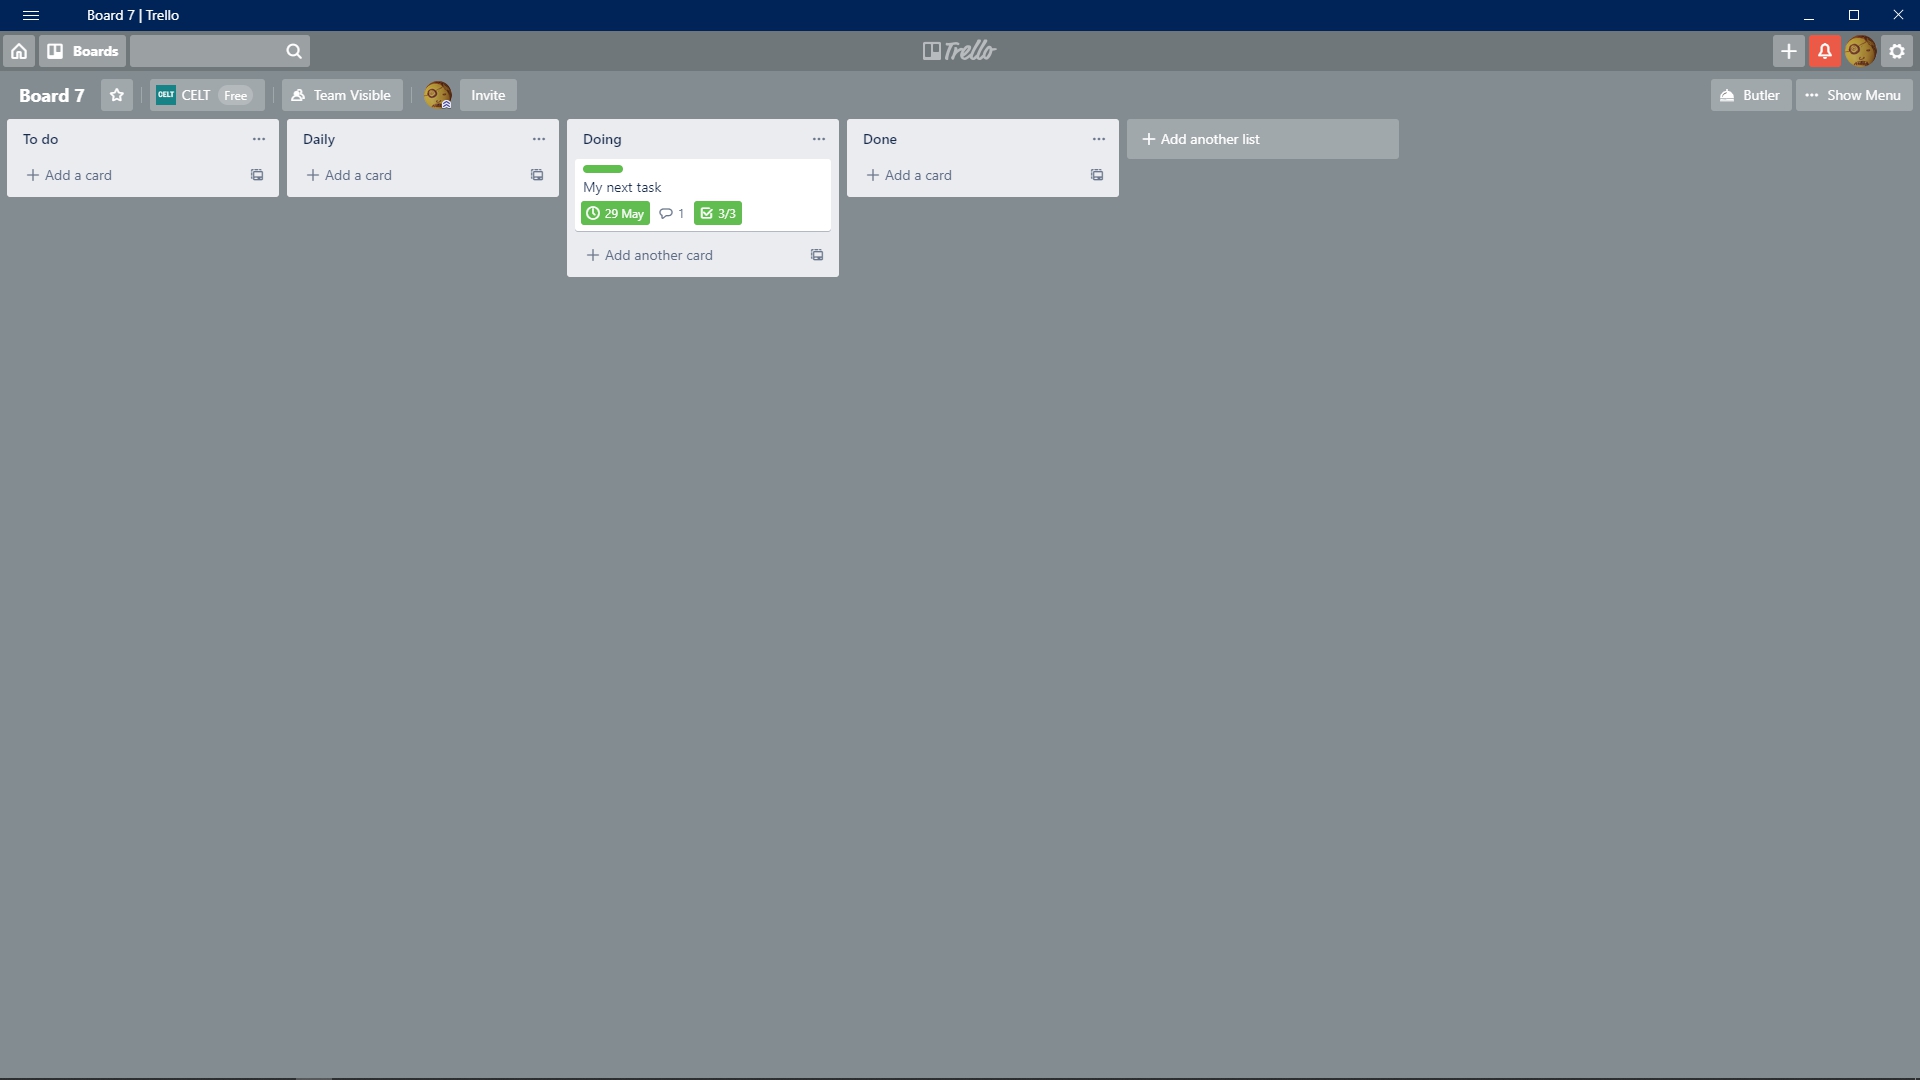 Board 7 | Trello
Boards
Trello
Board 7
CELT
CELT
Free
Team Visible
Invite
Butler
Show Menu
To do
Add a card
Daily
Add a card
Doing
My next task
29 May
1
3/3
Add another card
Done
Add a card
Add another list